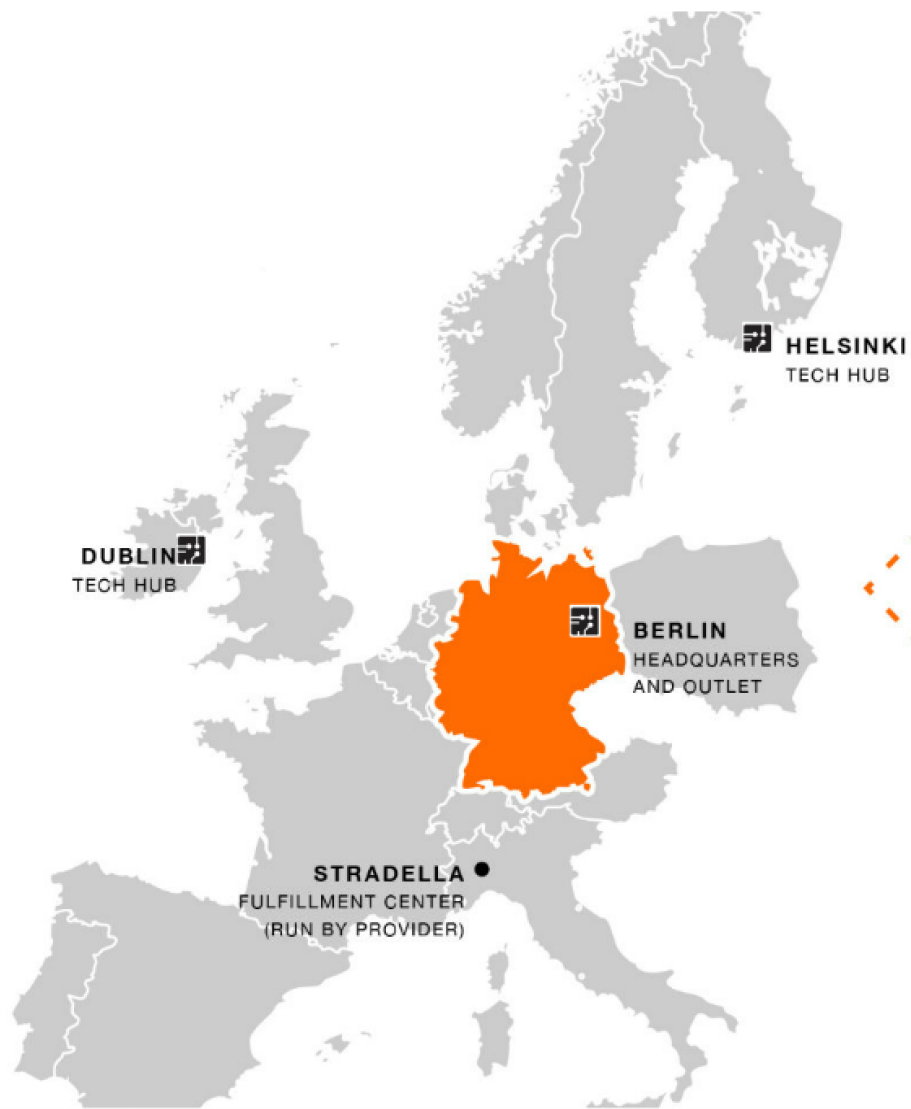 HELSINKI
TECH HUB
DUBLIN
TECH HUB
BERLIN
HEADQUARTERS
AND OUTLET
STRADELLA
FULFILLMENT CENTER
(RUN BY PROVIDER)